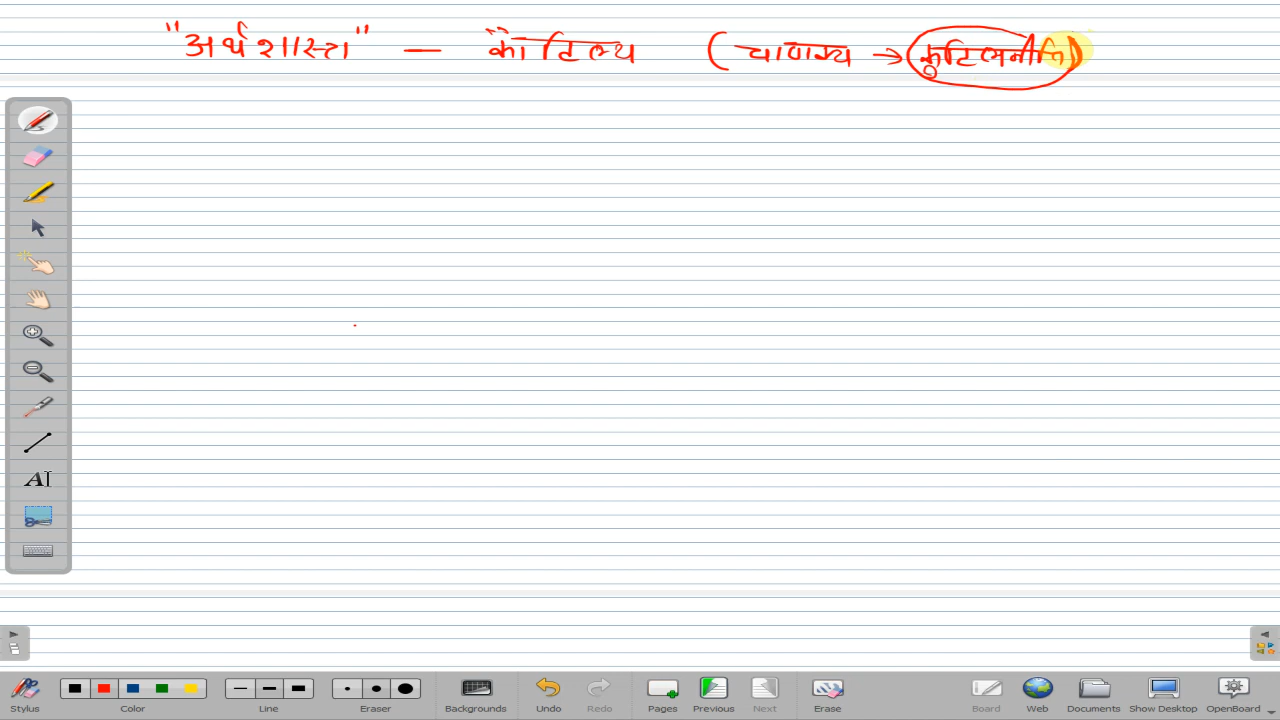 "अर्थशास्त्र" — कौटिल्य (चाणक्य → कुटिलनीति)
Stylus
Color
Line
Eraser
Backgrounds
Undo
Redo
Pages
Previous
Next
Erase
Board
Web
Documents
Show Desktop
OpenBoard